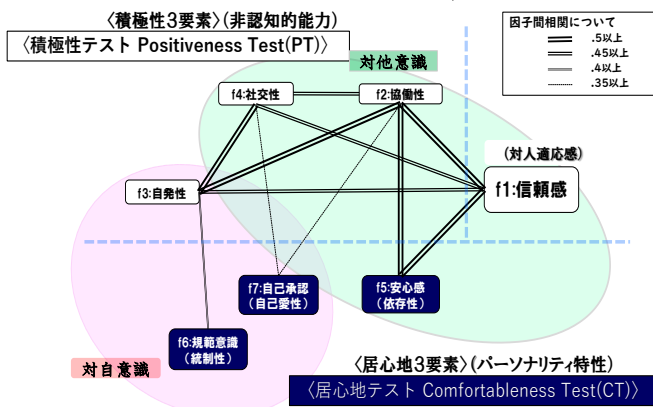 〈積極性3要素〉(非認知的能力)
〈積極性テスト Positiveness Test(PT)〉
因子間相関について
.5以上
.45以上
.4以上
.35以上
対他意識
f4:社交性
f2:協働性
(対人適応感)
f1:信頼感
f3:自発性
f7:自己承認
(自己愛性)
f5:安心感
(依存性)
f6:規範意識
(統制性)
対自意識
〈居心地3要素〉(パーソナリティ特性)
〈居心地テスト Comfortableness Test(CT)〉